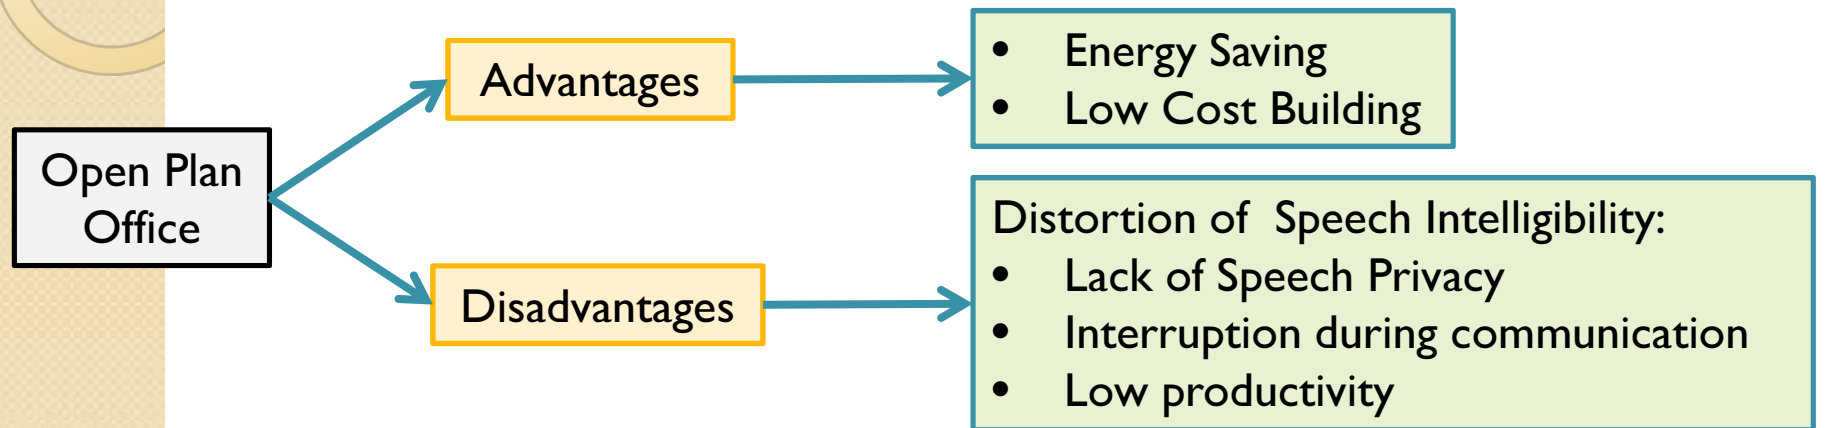 Open Plan
Office
Advantages
• Energy Saving
• Low Cost Building
Disadvantages
Distortion of Speech Intelligibility:
• Lack of Speech Privacy
• Interruption during communication
• Low productivity